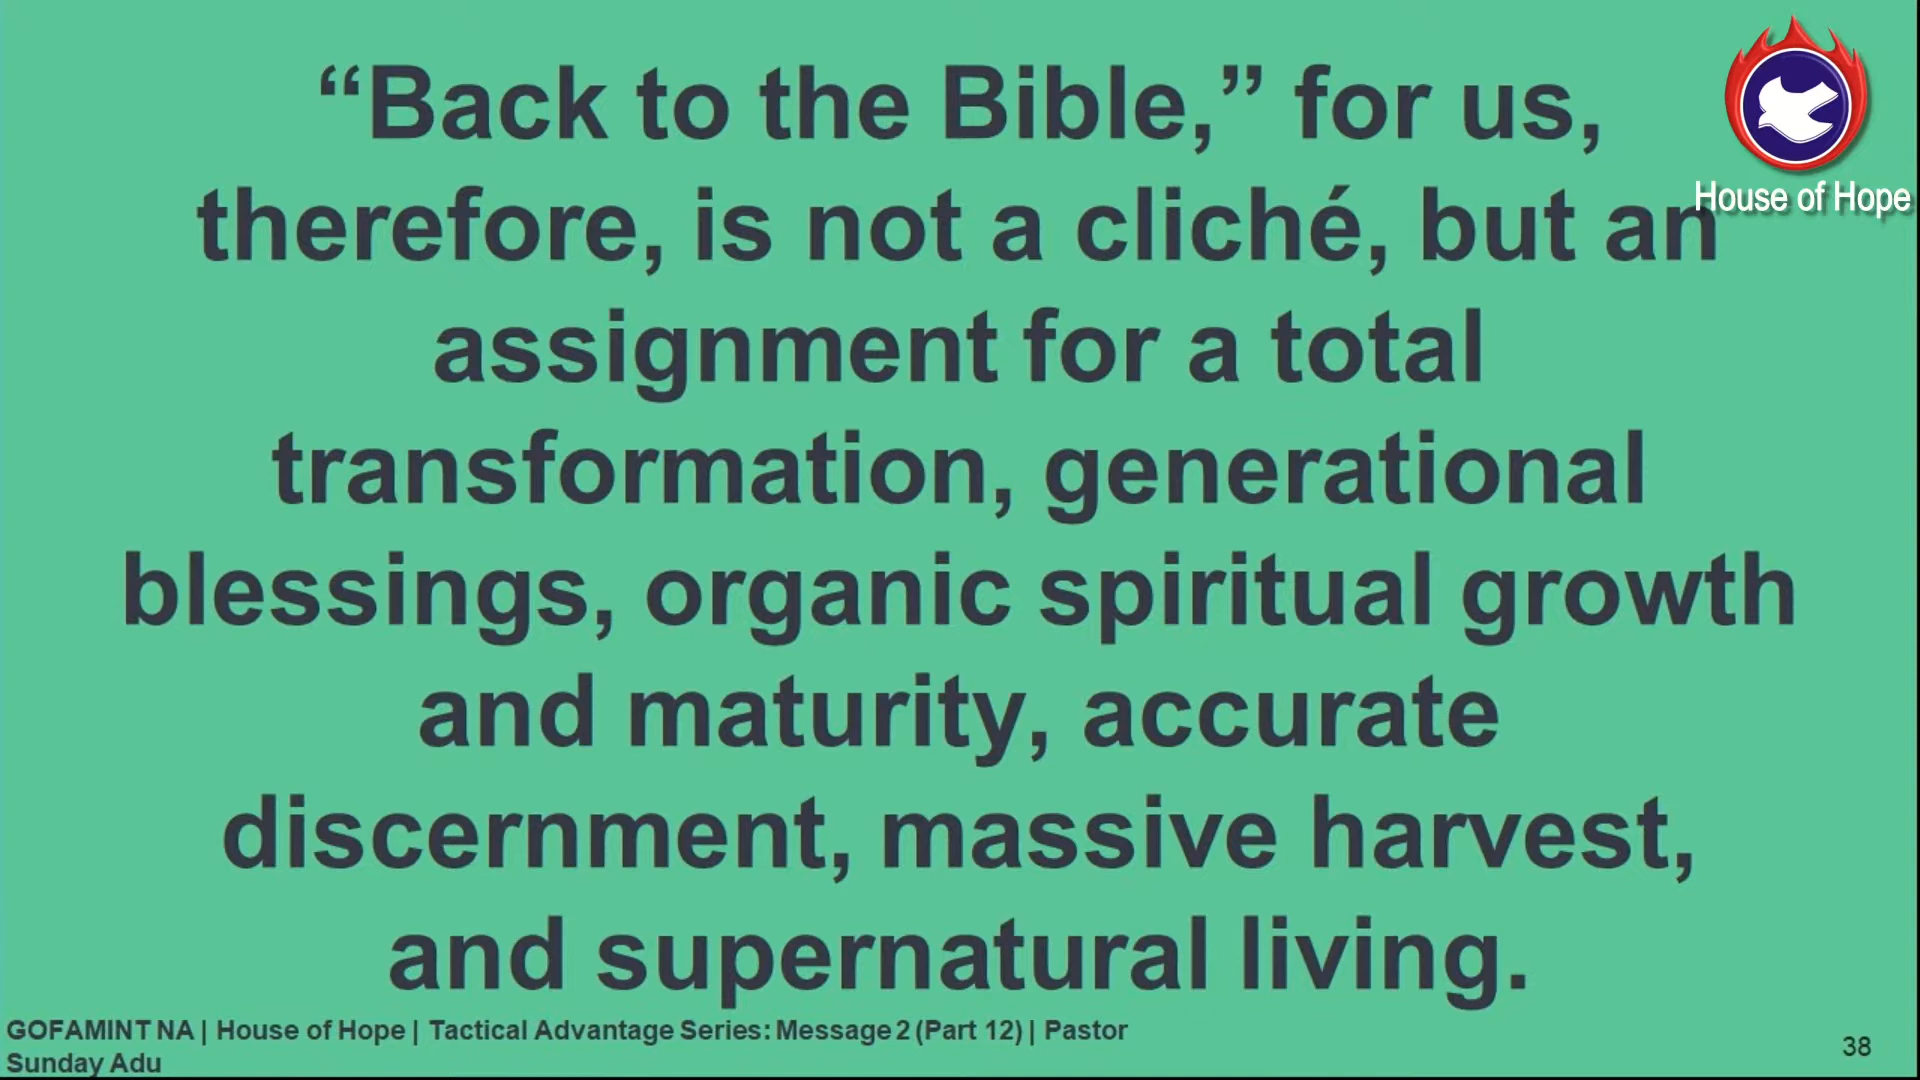 “Back to the Bible,” for us,
therefore, is not a cliché, but an
assignment for a total
transformation, generational
blessings, organic spiritual growth
and maturity, accurate
discernment, massive harvest,
and supernatural living.
House of Hope
GOFAMINT NA | House of Hope | Tactical Advantage Series: Message 2 (Part 12) | Pastor
Sunday Adu
38